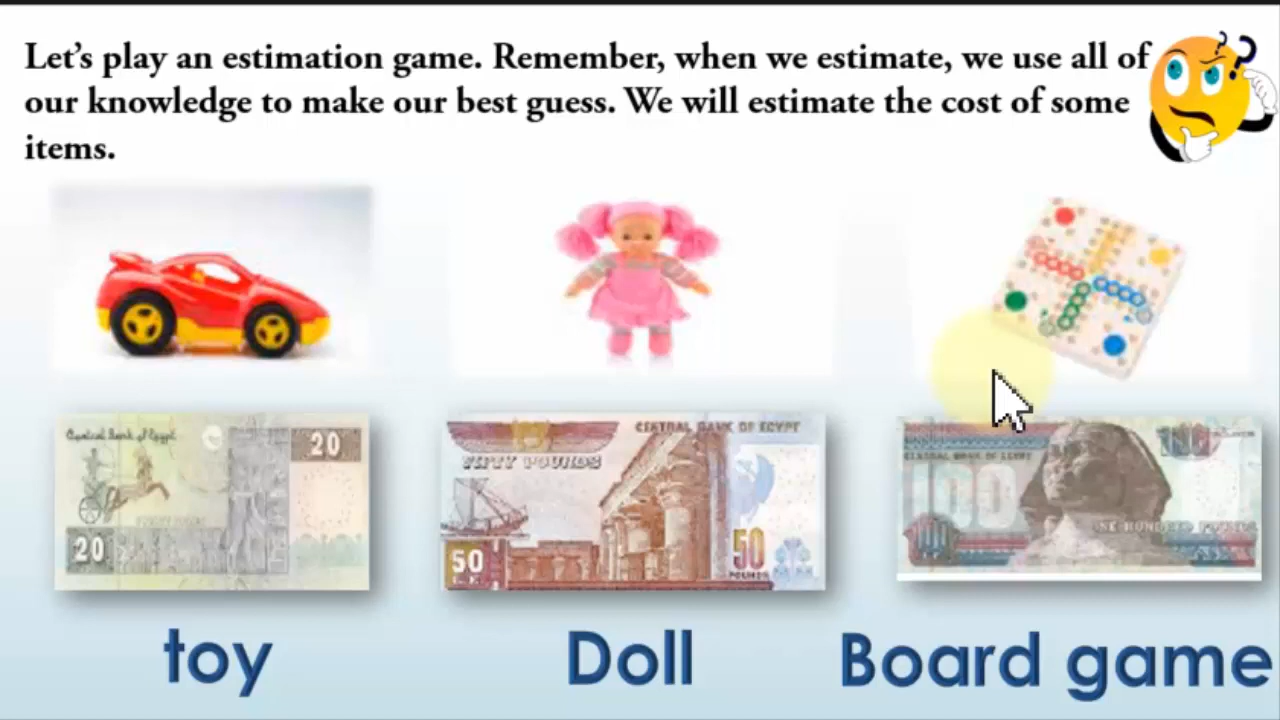 Let's play an estimation game. Remember, when we estimate, we use all of
our knowledge to make our best guess. We will estimate the cost of some
items.
Central Bank of Egypt
20
20
CENTRAL BANK OF EGYPT
FIFTY POUNDS
50
L.E.
50
POUNDS
100
CENTRAL BANK OF EGYPT
100
ONE HUNDRED POUNDS
toy
Doll
Board game